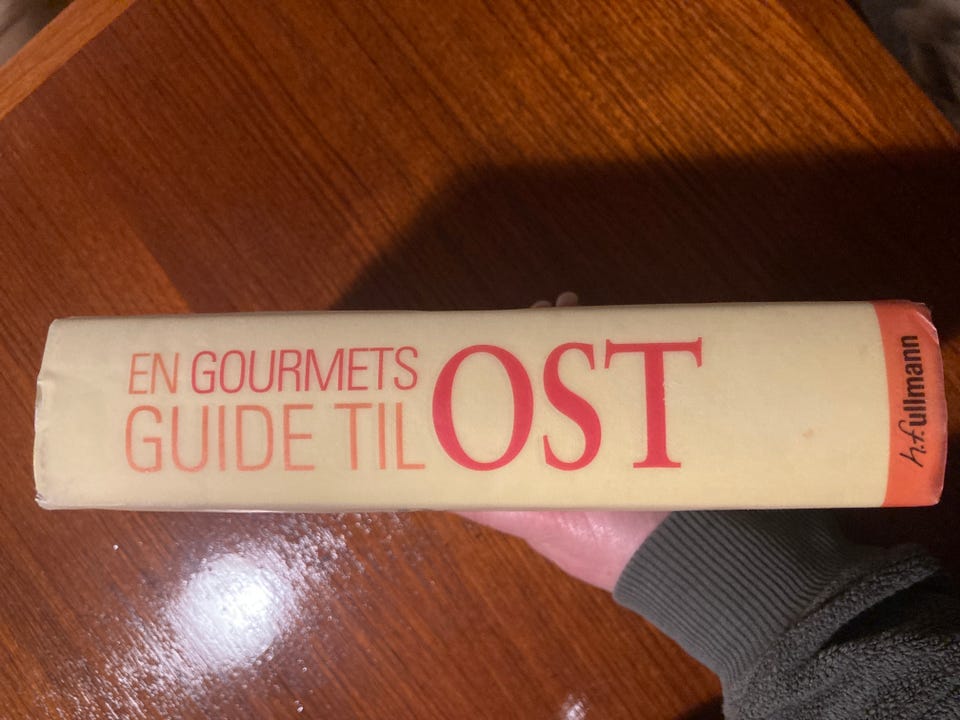 EN GOURMETS
GUIDE TIL
OST
h.f.ullmann